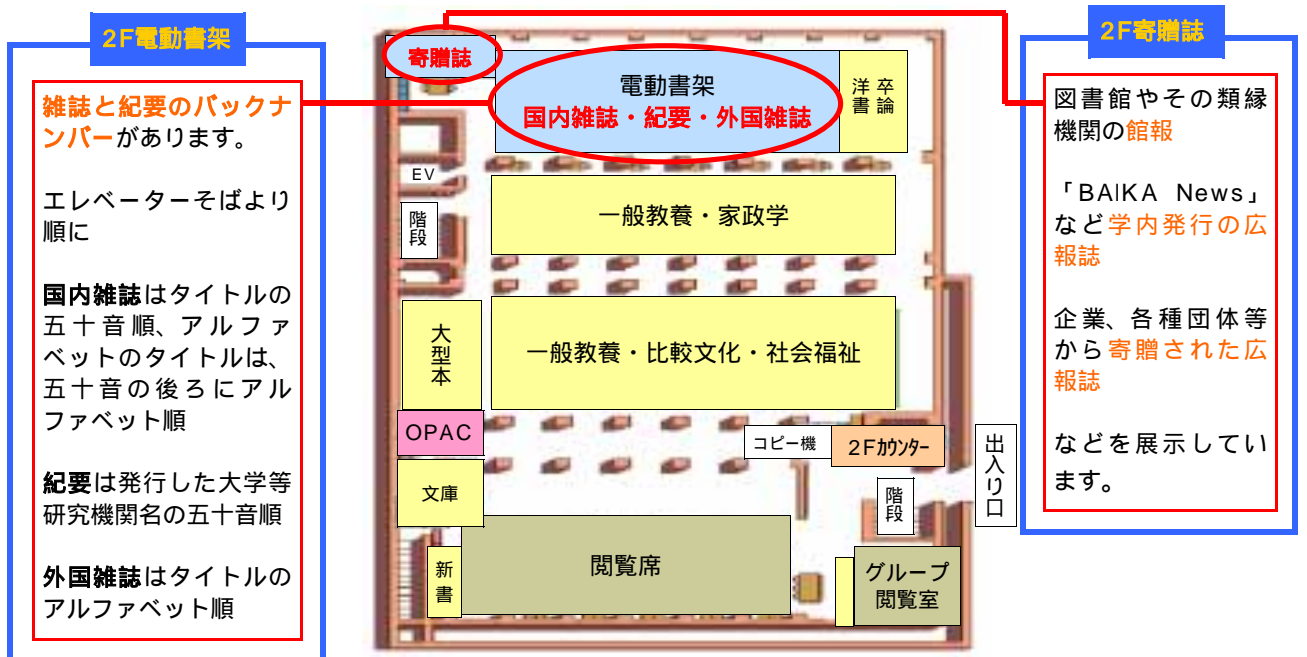 2F電動書架
雑誌と紀要のバックナ
ンバーがあります。
エレベーターそばより
順に
国内雑誌はタイトルの
五十音順、アルファ
ベットのタイトルは、
五十音の後ろにアル
ファベット順
紀要は発行した大学等
研究機関名の五十音順
外国雑誌はタイトルの
アルファベット順
寄贈誌
電動書架
国内雑誌・紀要・外国雑誌
洋書
卒論
EV
階段
一般教養・家政学
大型本
一般教養・比較文化・社会福祉
OPAC
コピー機
2Fカウンター
出入り口
文庫
階段
新書
閲覧席
グループ
閲覧室
2F寄贈誌
図書館やその類縁
機関の館報
「BAIKA News」
など学内発行の広
報誌
企業、各種団体等
から寄贈された広
報誌
などを展示してい
ます。